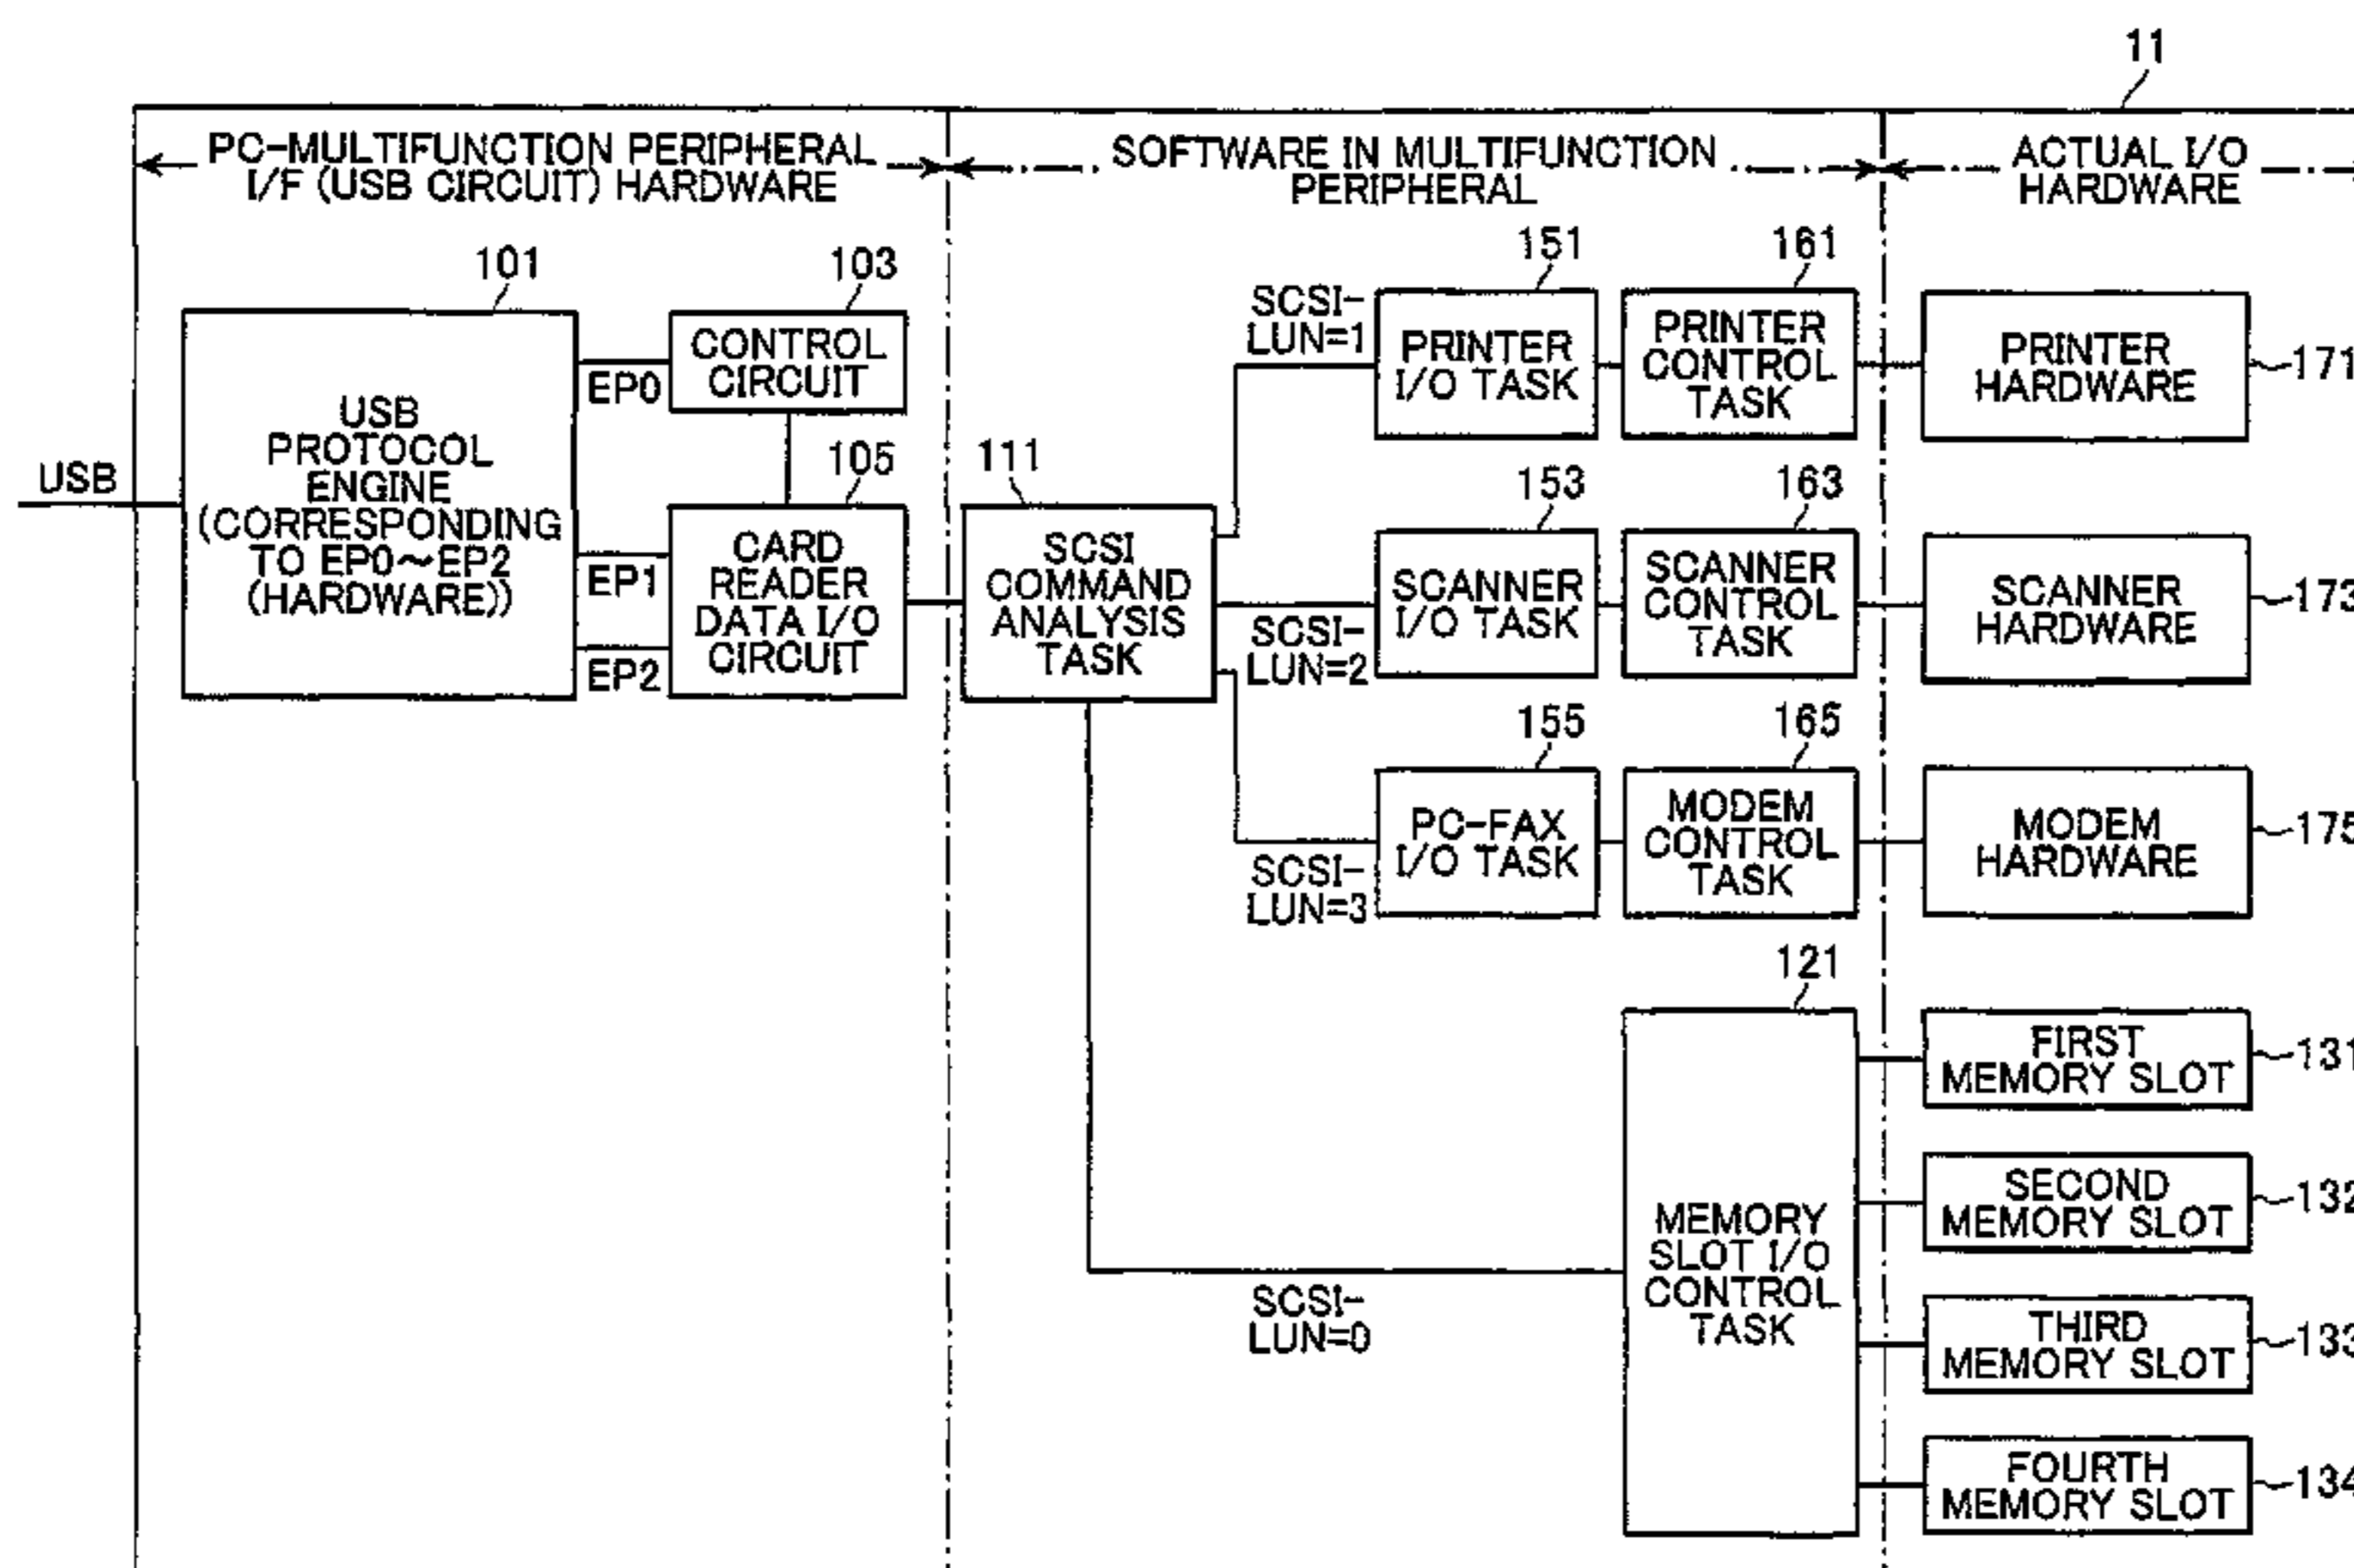 11
PC-MULTIFUNCTION PERIPHERAL
I/F (USB CIRCUIT) HARDWARE
SOFTWARE IN MULTIFUNCTION
PERIPHERAL
ACTUAL I/O
HARDWARE
USB
101
USB
PROTOCOL
ENGINE
(CORRESPONDING
TO EP0~EP2
(HARDWARE))
EP0
EP1
EP2
103
CONTROL
CIRCUIT
105
CARD
READER
DATA I/O
CIRCUIT
111
SCSI
COMMAND
ANALYSIS
TASK
SCSI-
LUN=1
151
PRINTER
I/O TASK
161
PRINTER
CONTROL
TASK
PRINTER
HARDWARE
171
SCSI-
LUN=2
153
SCANNER
I/O TASK
163
SCANNER
CONTROL
TASK
SCANNER
HARDWARE
173
SCSI-
LUN=3
155
PC-FAX
I/O TASK
165
MODEM
CONTROL
TASK
MODEM
HARDWARE
175
SCSI-
LUN=0
121
MEMORY
SLOT I/O
CONTROL
TASK
FIRST
MEMORY SLOT
131
SECOND
MEMORY SLOT
132
THIRD
MEMORY SLOT
133
FOURTH
MEMORY SLOT
134